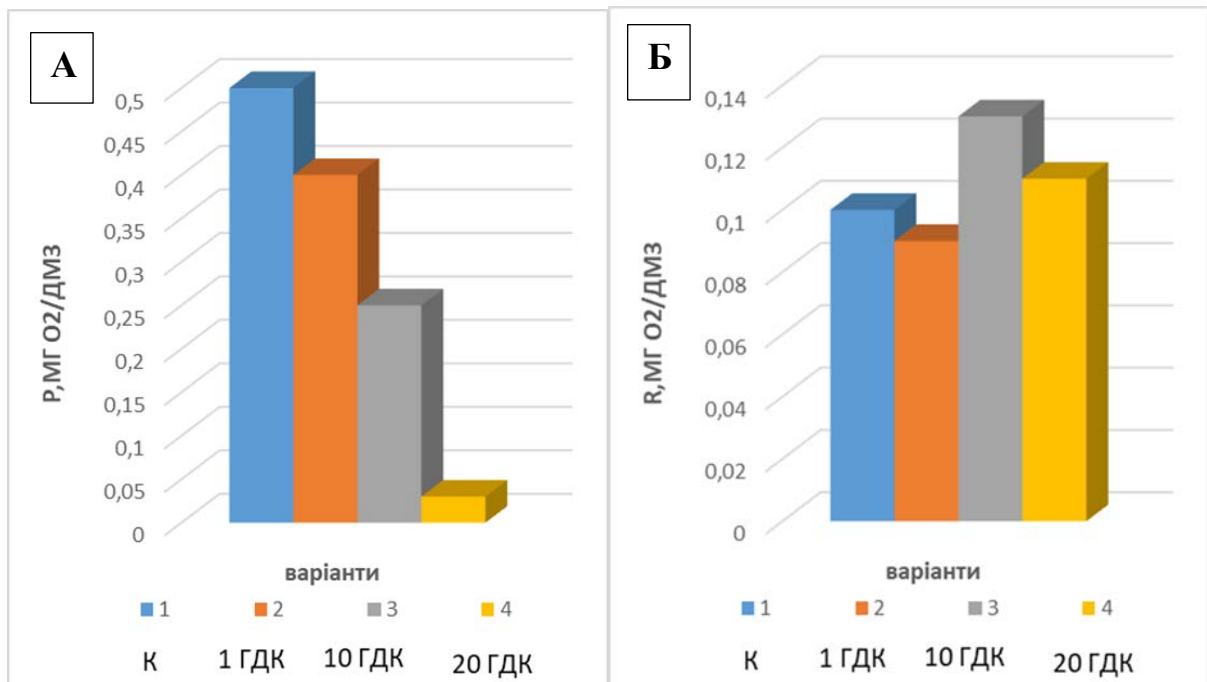 А
0,5
0,45
0,4
0,35
0,3
0,25
0,2
0,15
0,1
0,05
0
Р,МГ О2/ДМ3
варіанти
1 2 3 4
К 1 ГДК 10 ГДК 20 ГДК
Б
0,14
0,12
0,1
0,08
0,06
0,04
0,02
0
R,МГ О2/ДМ3
варіанти
1 2 3 4
К 1 ГДК 10 ГДК 20 ГДК